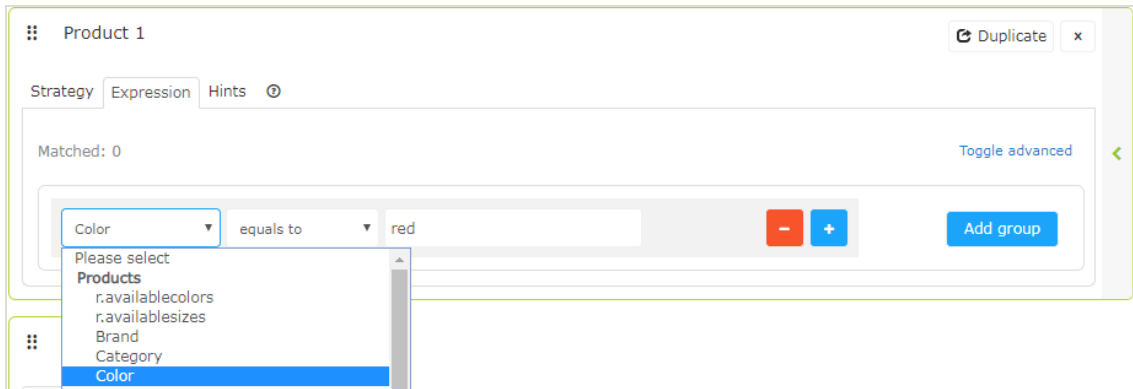 Product 1
Duplicate x
Strategy Expression Hints ?
Matched: 0
Toggle advanced
Color equals to red - + Add group
Please select
Products
r.availablecolors
r.availablesizes
Brand
Category
Color